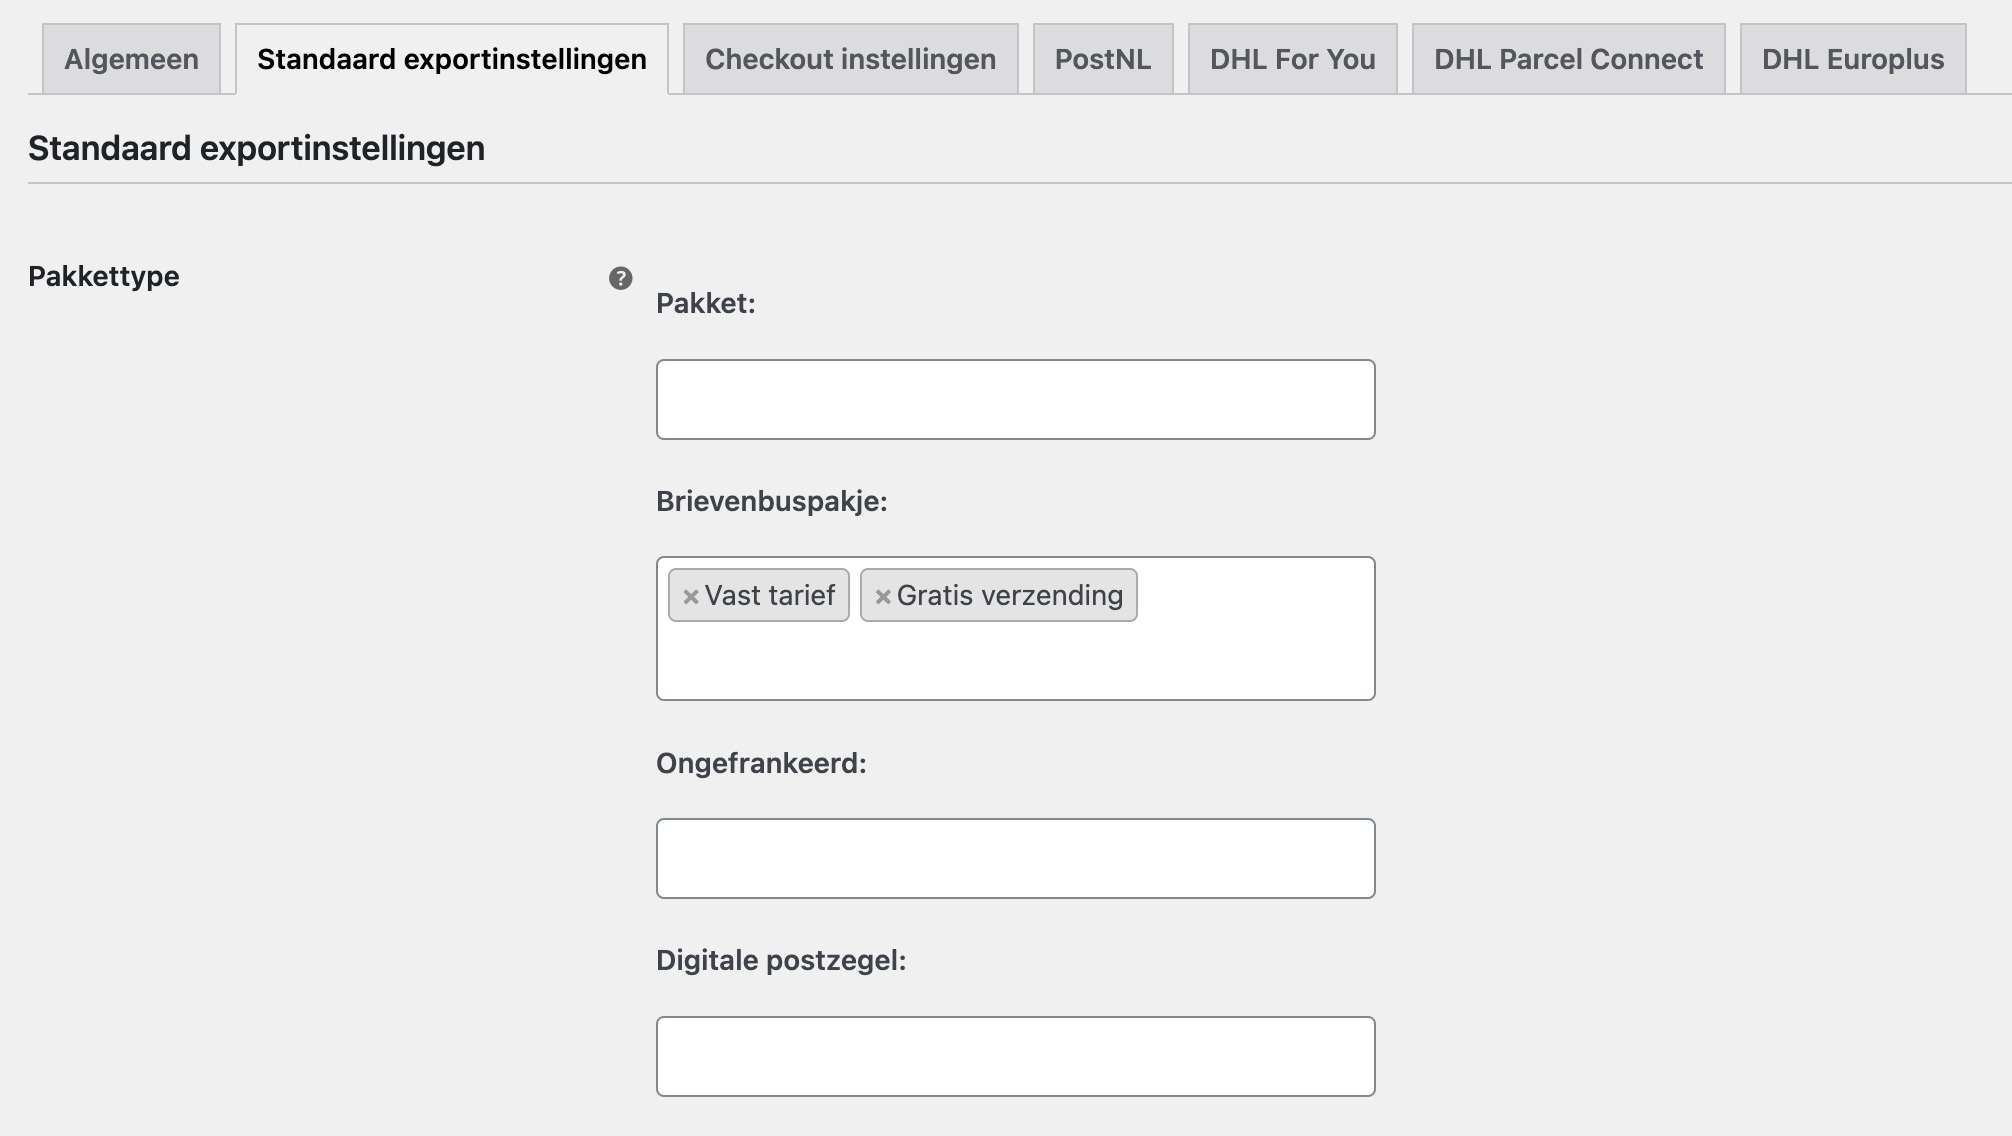 Algemeen
Standaard exportinstellingen
Checkout instellingen
PostNL
DHL For You
DHL Parcel Connect
DHL Europlus
Standaard exportinstellingen
Pakkettype
?
Pakket:
Brievenbuspakje:
× Vast tarief
× Gratis verzending
Ongefrankeerd:
Digitale postzegel: